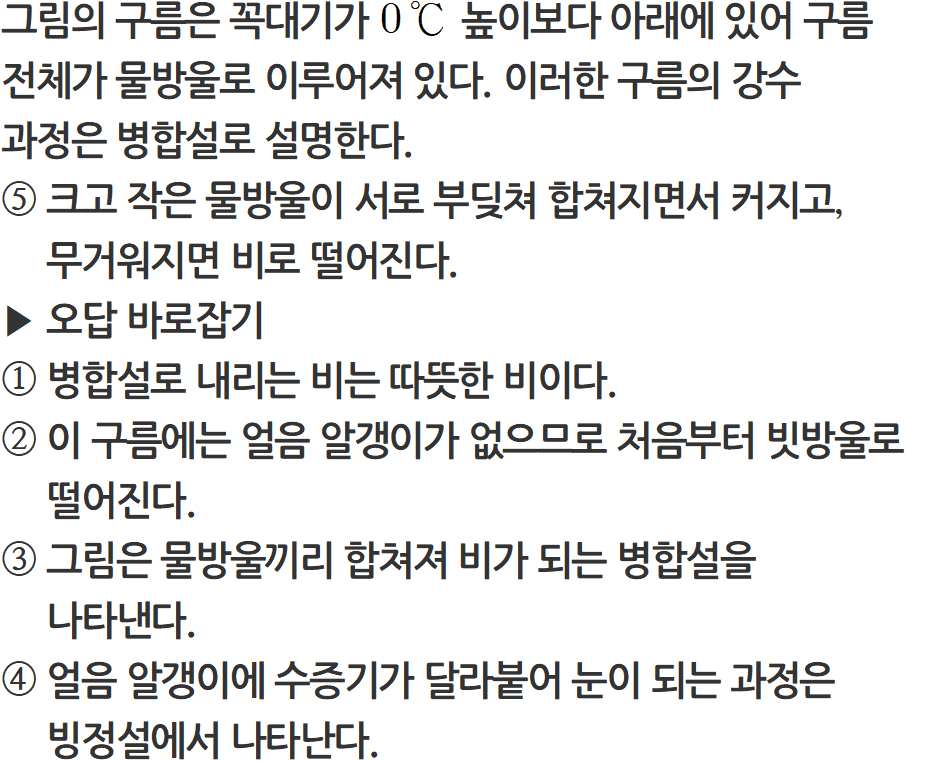 그림의 구름은 꼭대기가 0℃ 높이보다 아래에 있어 구름
전체가 물방울로 이루어져 있다. 이러한 구름의 강수
과정은 병합설로 설명한다.
⑤ 크고 작은 물방울이 서로 부딪쳐 합쳐지면서 커지고,
무거워지면 비로 떨어진다.
▶ 오답 바로잡기
① 병합설로 내리는 비는 따뜻한 비이다.
② 이 구름에는 얼음 알갱이가 없으므로 처음부터 빗방울로
떨어진다.
③ 그림은 물방울끼리 합쳐져 비가 되는 병합설을
나타낸다.
④ 얼음 알갱이에 수증기가 달라붙어 눈이 되는 과정은
빙정설에서 나타난다.